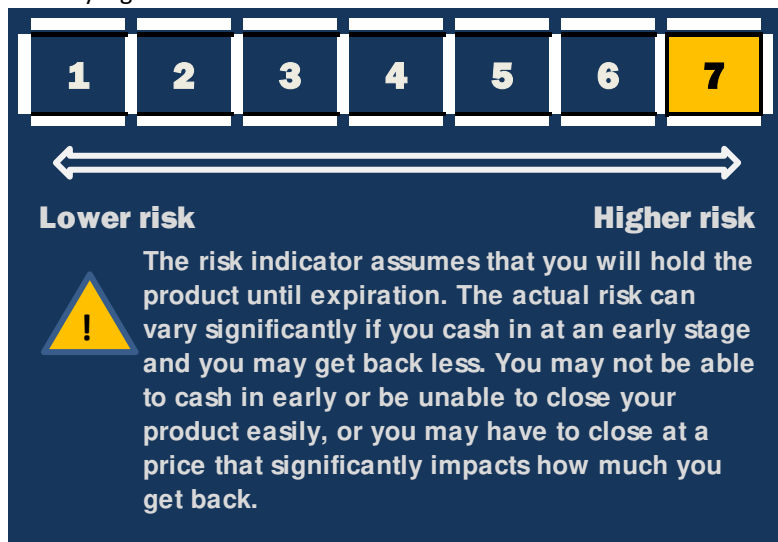 1 2 3 4 5 6 7
Lower risk Higher risk
The risk indicator assumes that you will hold the
product until expiration. The actual risk can
! vary significantly if you cash in at an early stage
and you may get back less. You may not be able
to cash in early or be unable to close your
product easily, or you may have to close at a
price that significantly impacts how much you
get back.